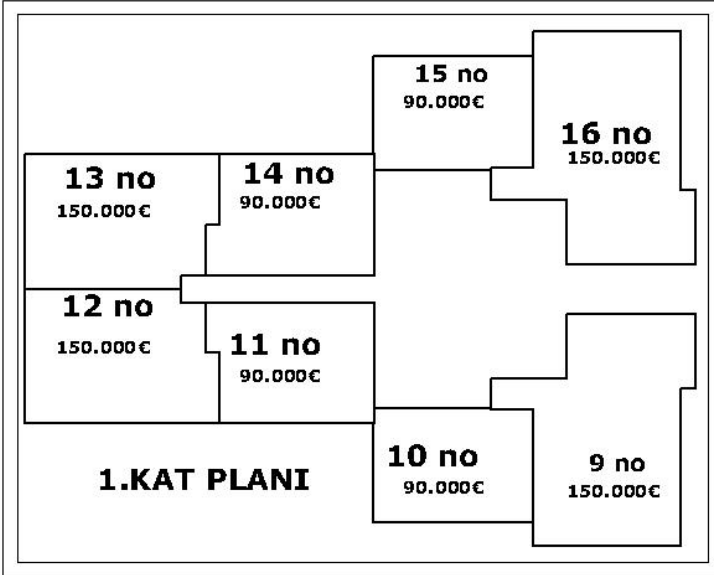 15 no
90.000€
16 no
150.000€
13 no
150.000€
14 no
90.000€
12 no
150.000€
11 no
90.000€
10 no
90.000€
9 no
150.000€
1.KAT PLANI